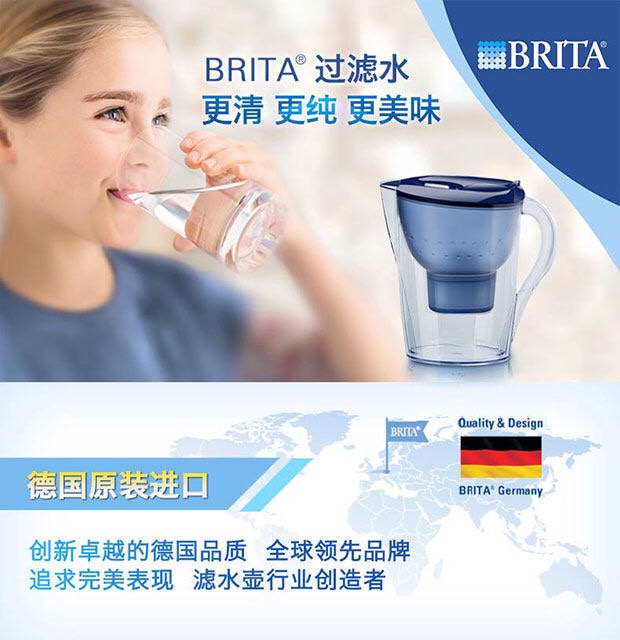 BRITA® 过滤水
BRITA®
更清 更纯 更美味
BRITA®
Quality & Design
BRITA® Germany
德国原装进口
创新卓越的德国品质 全球领先品牌
追求完美表现 滤水壶行业创造者